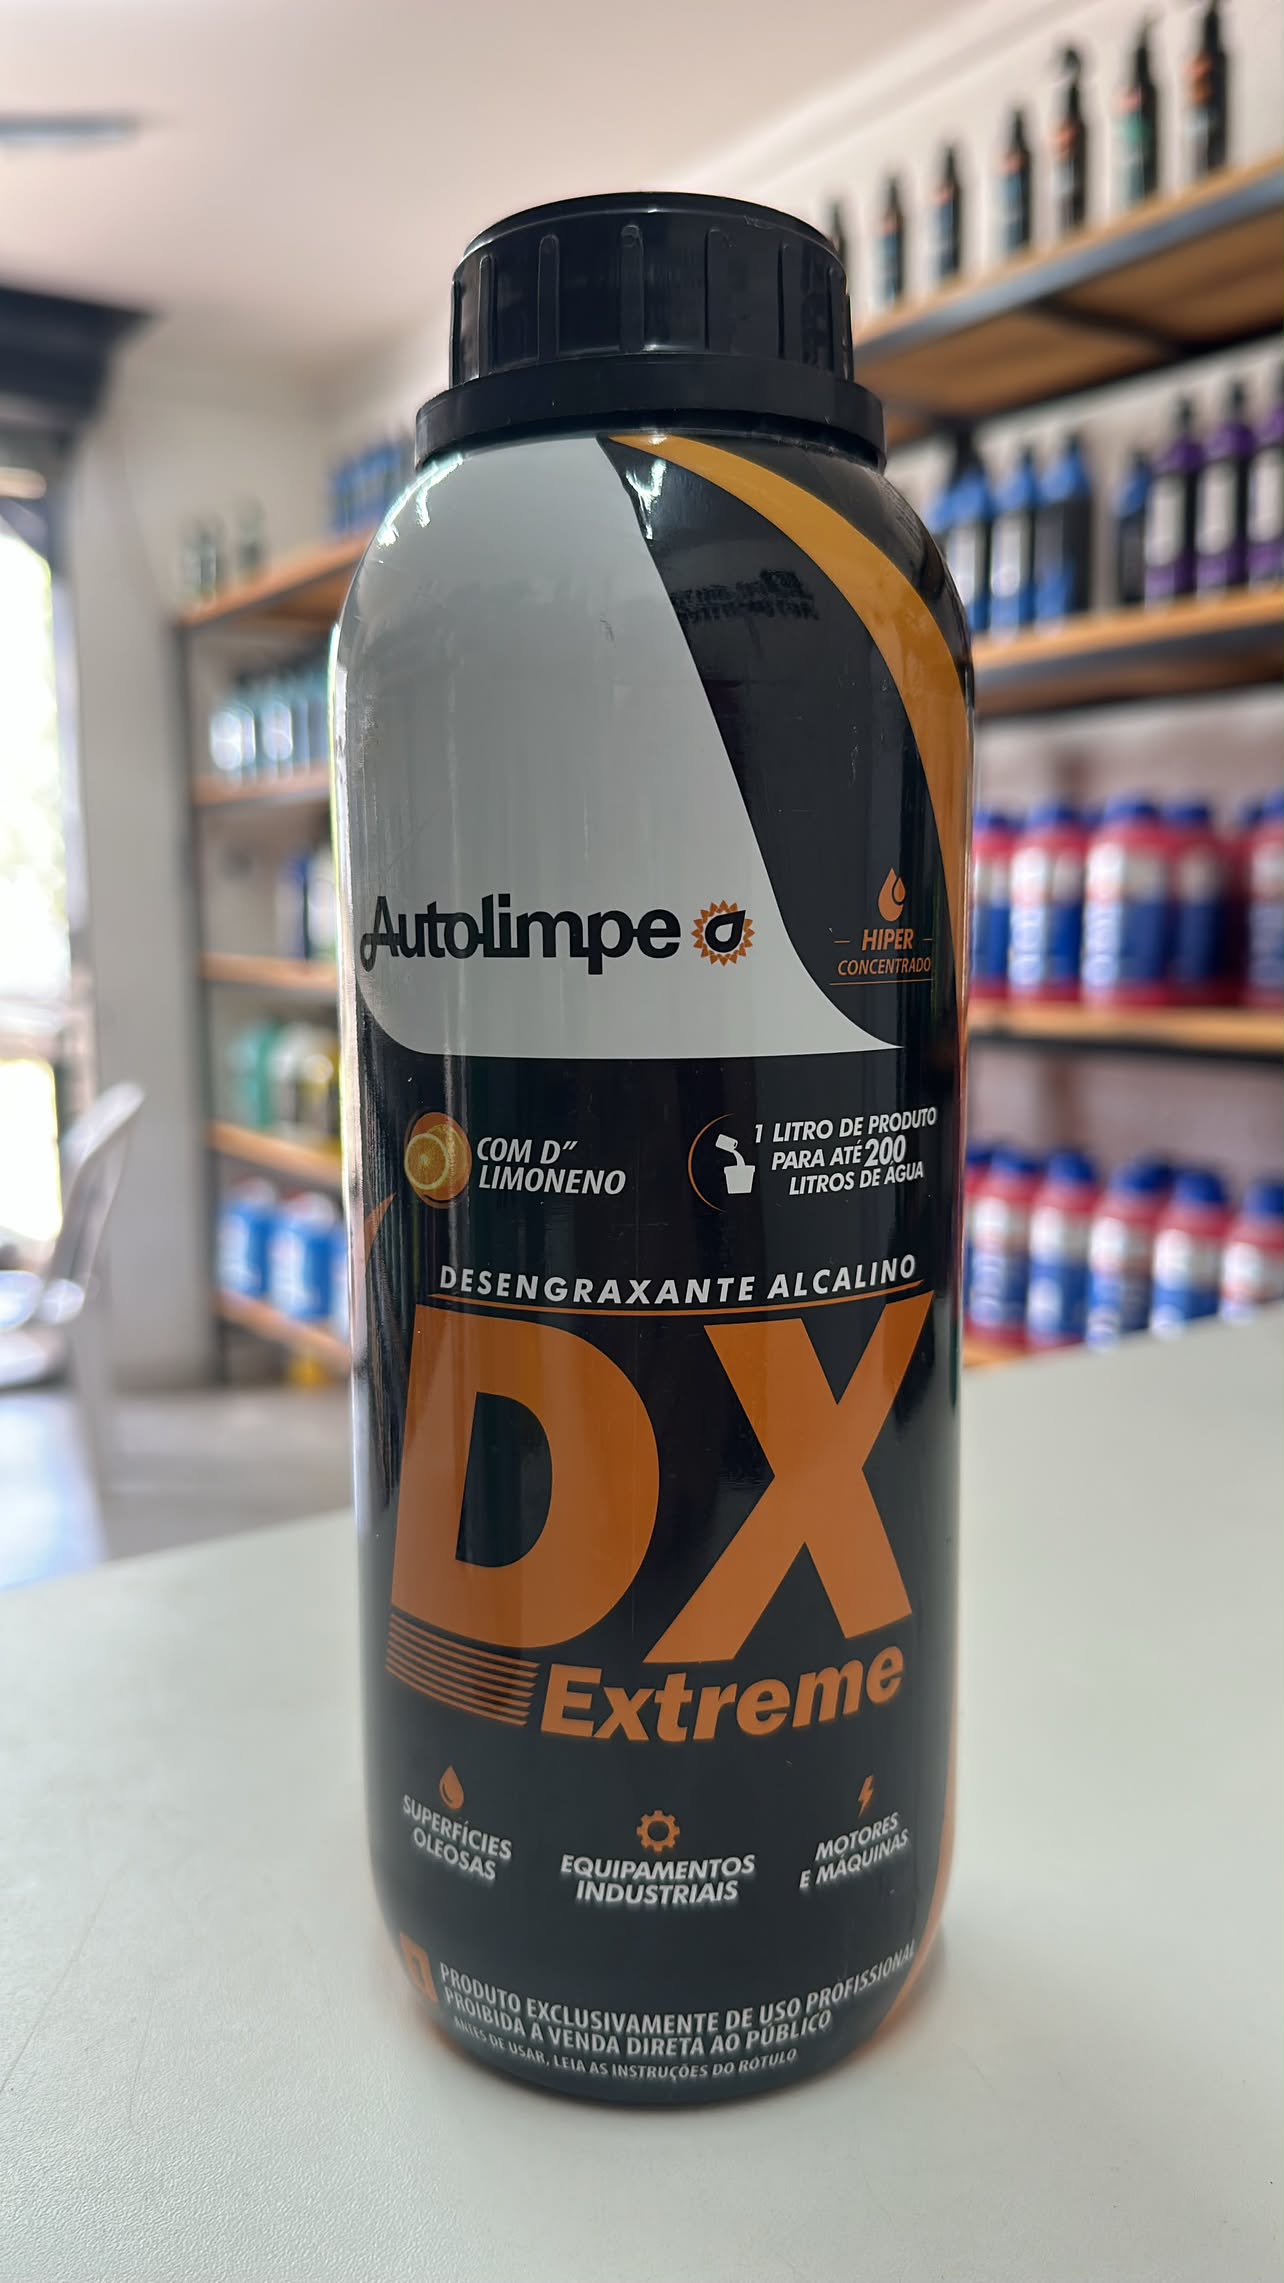 Autolimpe
HIPER
CONCENTRADO
COM D”
LIMONENO
1 LITRO DE PRODUTO
PARA ATÉ 200
LITROS DE ÁGUA
DESENGRAXANTE ALCALINO
DX
Extreme
SUPERFÍCIES
OLEOSAS
EQUIPAMENTOS
INDUSTRIAIS
MOTORES
E MÁQUINAS
PRODUTO EXCLUSIVAMENTE DE USO PROFISSIONAL
PROIBIDA A VENDA DIRETA AO PÚBLICO
ANTES DE USAR, LEIA AS INSTRUÇÕES DO RÓTULO